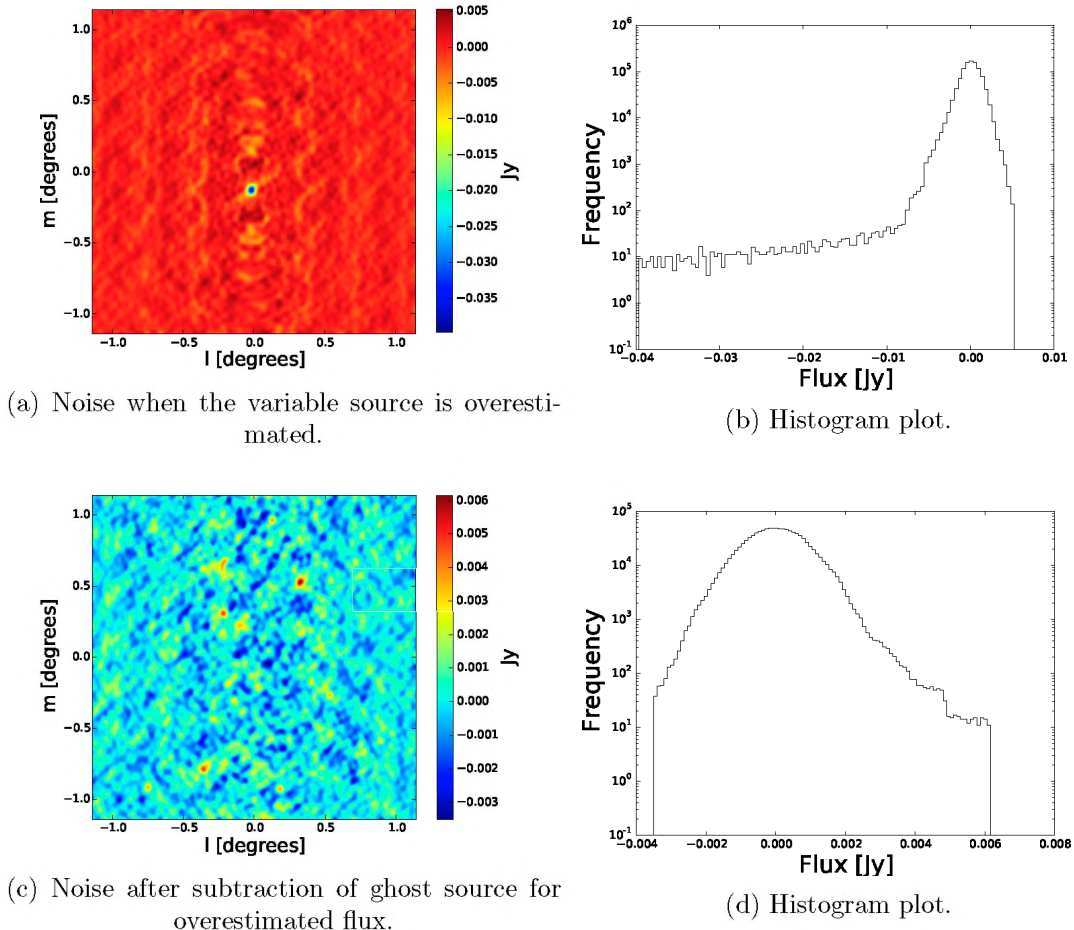 1.0
0.5
0.0
−0.5
−1.0
m [degrees]
−1.0 −0.5 0.0 0.5 1.0
l [degrees]
0.005
0.000
−0.005
−0.010
−0.015
−0.020
−0.025
−0.030
−0.035
Jy
(a) Noise when the variable source is overesti-
mated.
10^6
10^5
10^4
10^3
10^2
10^1
10^0
10^-1
Frequency
−0.04 −0.03 −0.02 −0.01 0.00 0.01
Flux [Jy]
(b) Histogram plot.
1.0
0.5
0.0
−0.5
−1.0
m [degrees]
−1.0 −0.5 0.0 0.5 1.0
l [degrees]
0.006
0.005
0.004
0.003
0.002
0.001
0.000
−0.001
−0.002
−0.003
Jy
(c) Noise after subtraction of ghost source for
overestimated flux.
10^5
10^4
10^3
10^2
10^1
10^0
10^-1
Frequency
−0.004 −0.002 0.000 0.002 0.004 0.006 0.008
Flux [Jy]
(d) Histogram plot.